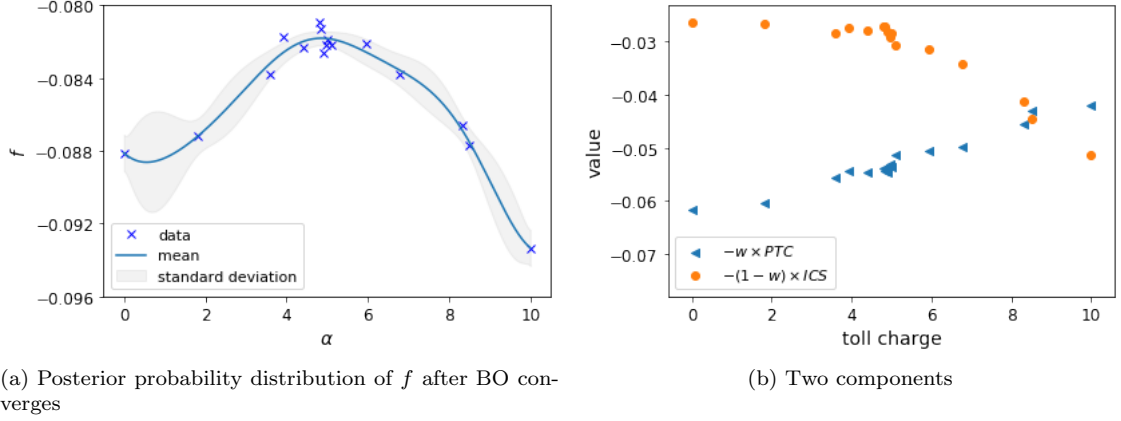 −0.080
−0.084
−0.088
−0.092
−0.096
f
0 2 4 6 8 10
α
data
mean
standard deviation
(a) Posterior probability distribution of f after BO con-
verges
−0.03
−0.04
−0.05
−0.06
−0.07
value
0 2 4 6 8 10
toll charge
−w × PTC
−(1 − w) × ICS
(b) Two components